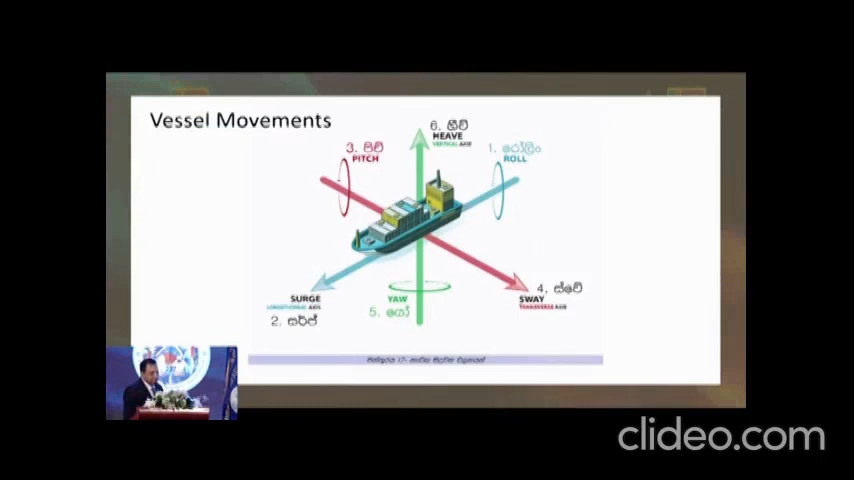 Vessel Movements
6. හීව්
HEAVE
VERTICAL AXIS
3. පිච්
PITCH
1. රෝලිං
ROLL
SURGE
LONGITUDINAL AXIS
2. සර්ජ්
YAW
5. යෝ
4. ස්වේ
SWAY
TRANSVERSE AXIS
clideo.com